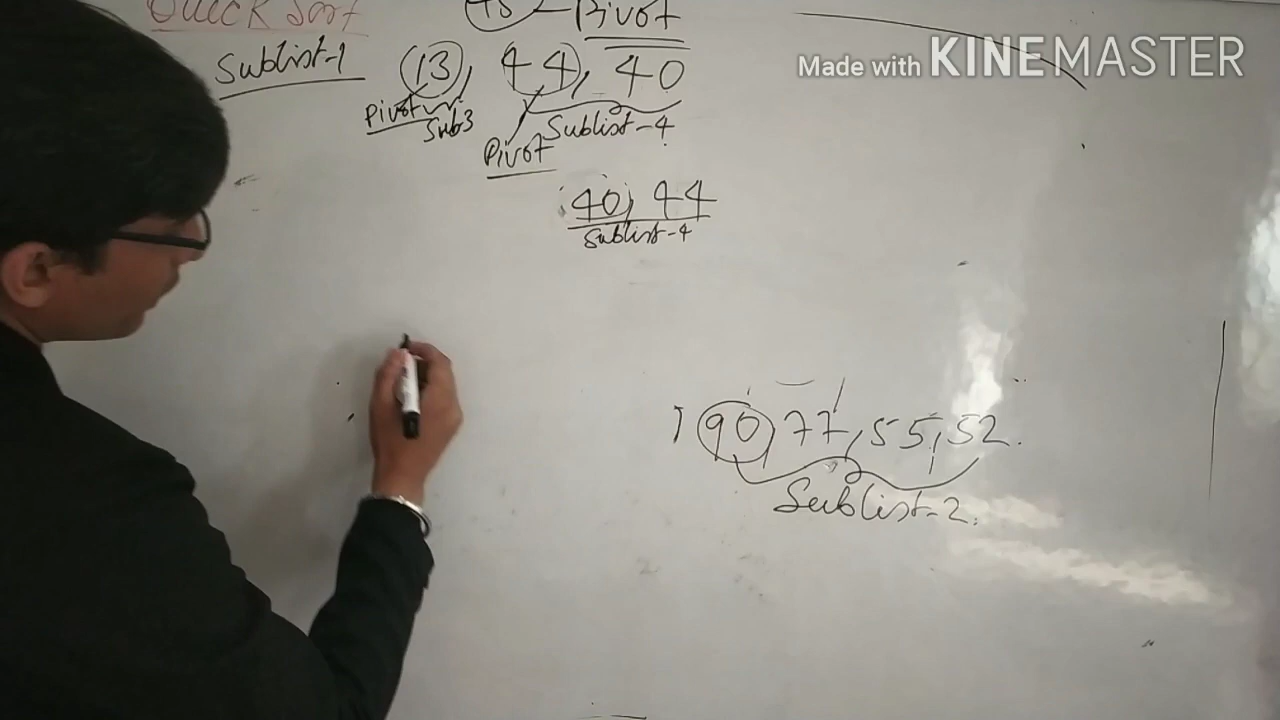 Quick Sort
Pivot
Made with KINEMASTER
Sublist-1 13, 44, 40
Pivot Sub3 Sublist-4
Pivot
40, 44
Sublist-4
90, 77, 55, 52.
Sublist-2.